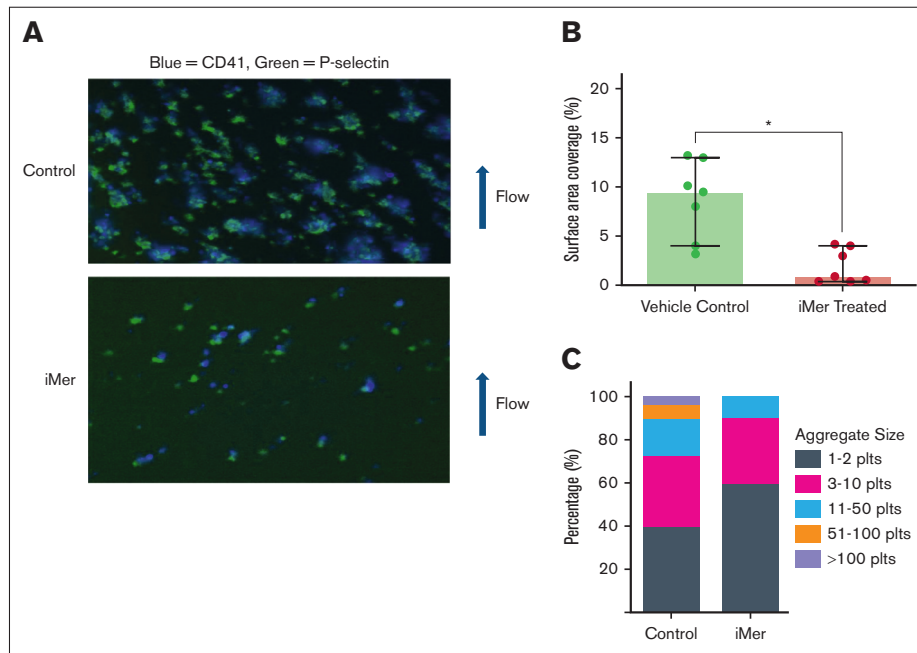 A
Blue = CD41, Green = P-selectin
Control
Flow
iMer
Flow
B
Surface area coverage (%)
20
15
10
5
0
*
Vehicle Control
iMer Treated
C
Percentage (%)
100
80
60
40
20
Control
iMer
Aggregate Size
1-2 plts
3-10 plts
11-50 plts
51-100 plts
>100 plts